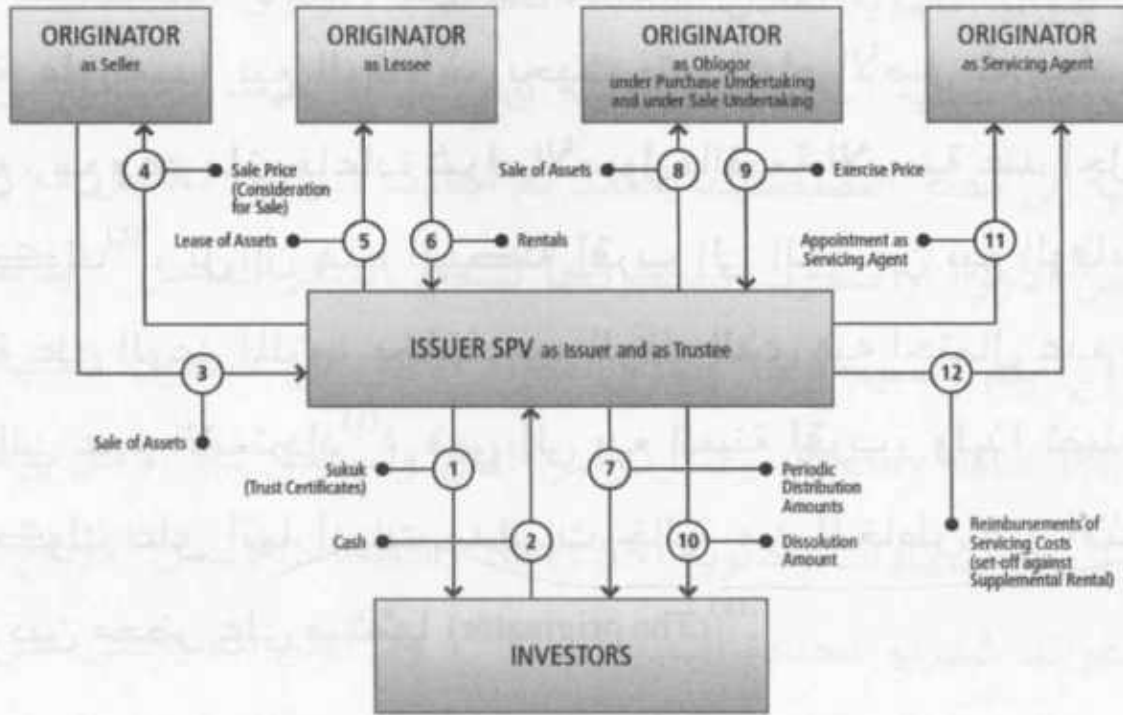 ORIGINATOR
as Seller
ORIGINATOR
as Lessee
ORIGINATOR
as Oblogor
under Purchase Undertaking
and under Sale Undertaking
ORIGINATOR
as Servicing Agent
4
Sale Price
(Consideration
for Sale)
Lease of Assets
5
6
Rentals
Sale of Assets
8
9
Exercise Price
Appointment as
Servicing Agent
11
ISSUER SPV as Issuer and as Trustee
3
Sale of Assets
12
Reimbursements of
Servicing Costs
(set-off against
Supplemental Rental)
Sukuk
(Trust Certificates)
1
7
Periodic
Distribution
Amounts
Cash
2
10
Dissolution
Amount
INVESTORS